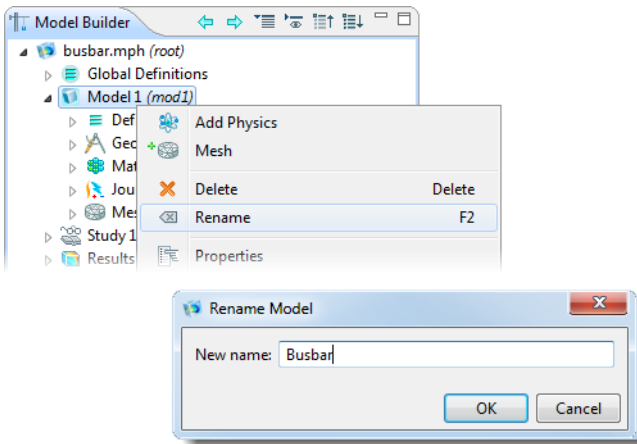 Model Builder
busbar.mph (root)
Global Definitions
Model 1 (mod1)
Def
Add Physics
Geo
Mesh
Mat
Jou
Delete Delete
Mes
Rename F2
Study 1
Results
Properties
Rename Model
New name: Busbar
OK Cancel